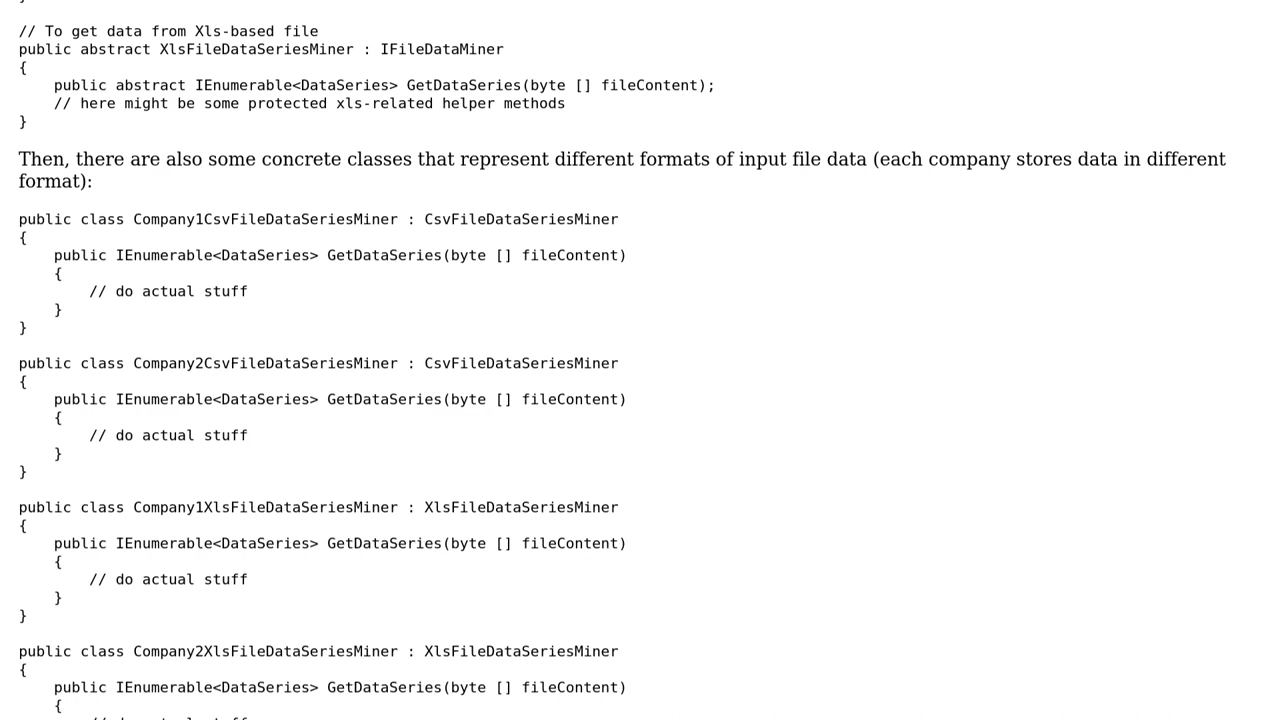 }
// To get data from Xls-based file
public abstract XlsFileDataSeriesMiner : IFileDataMiner
{
    public abstract IEnumerable<DataSeries> GetDataSeries(byte [] fileContent);
    // here might be some protected xls-related helper methods
}
Then, there are also some concrete classes that represent different formats of input file data (each company stores data in different
format):
public class Company1CsvFileDataSeriesMiner : CsvFileDataSeriesMiner
{
    public IEnumerable<DataSeries> GetDataSeries(byte [] fileContent)
    {
        // do actual stuff
    }
}
public class Company2CsvFileDataSeriesMiner : CsvFileDataSeriesMiner
{
    public IEnumerable<DataSeries> GetDataSeries(byte [] fileContent)
    {
        // do actual stuff
    }
}
public class Company1XlsFileDataSeriesMiner : XlsFileDataSeriesMiner
{
    public IEnumerable<DataSeries> GetDataSeries(byte [] fileContent)
    {
        // do actual stuff
    }
}
public class Company2XlsFileDataSeriesMiner : XlsFileDataSeriesMiner
{
    public IEnumerable<DataSeries> GetDataSeries(byte [] fileContent)
    {